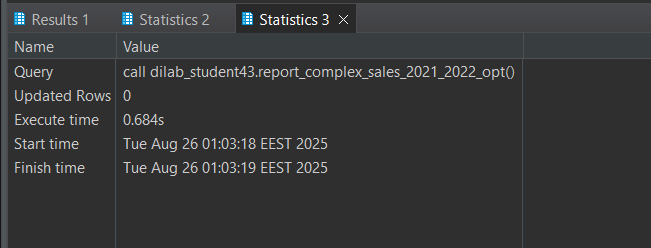 Results 1 Statistics 2 Statistics 3
Name Value
Query call dilab_student43.report_complex_sales_2021_2022_opt()
Updated Rows 0
Execute time 0.684s
Start time Tue Aug 26 01:03:18 EEST 2025
Finish time Tue Aug 26 01:03:19 EEST 2025